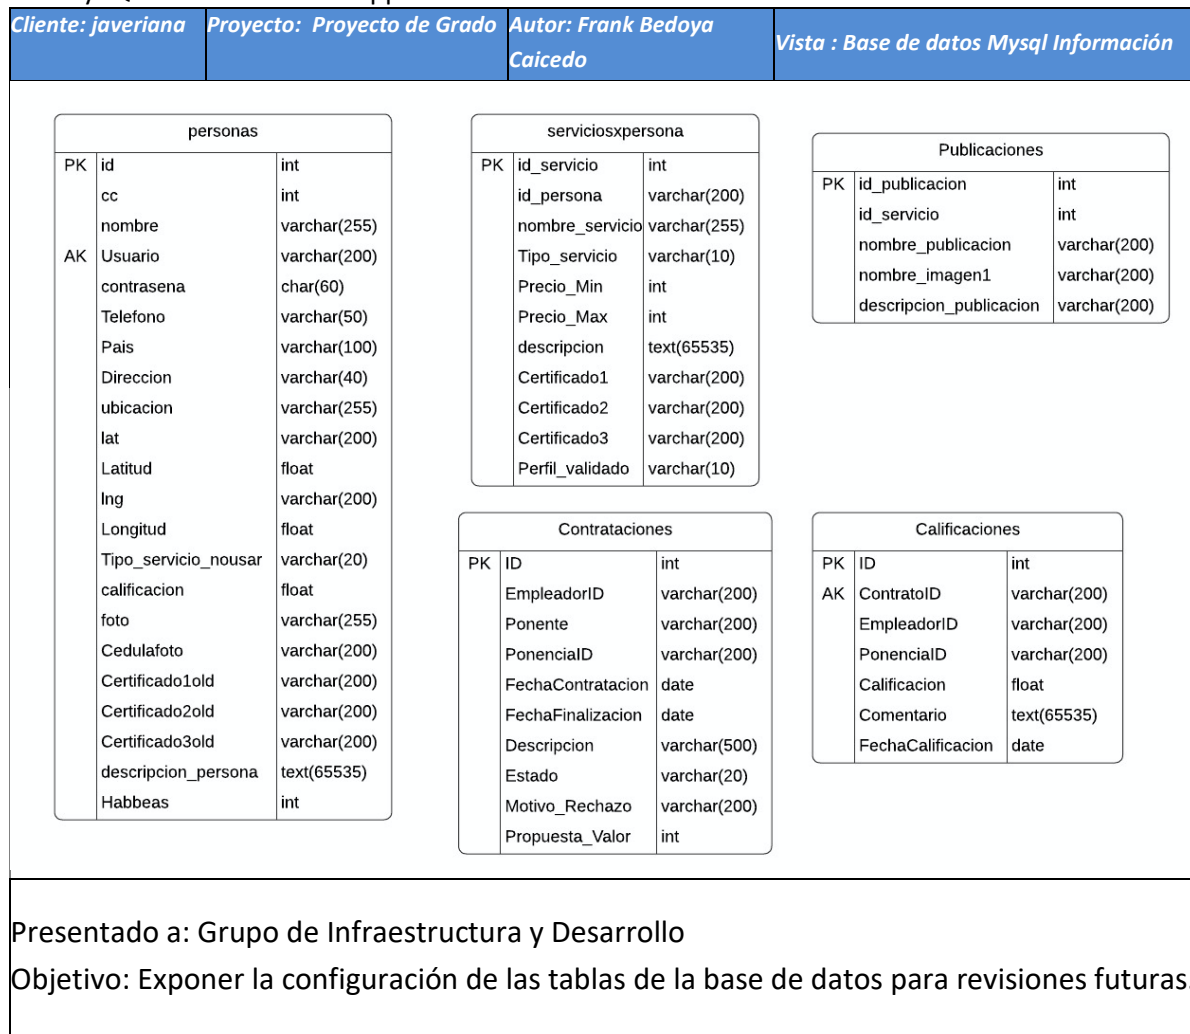 Cliente: javeriana Proyecto: Proyecto de Grado Autor: Frank Bedoya Caicedo Vista : Base de datos Mysql Información
personas
PK id int
cc int
nombre varchar(255)
AK Usuario varchar(200)
contrasena char(60)
Telefono varchar(50)
Pais varchar(100)
Direccion varchar(40)
ubicacion varchar(255)
lat varchar(200)
Latitud float
lng varchar(200)
Longitud float
Tipo_servicio_nousar varchar(20)
calificacion float
foto varchar(255)
Cedulafoto varchar(200)
Certificado1old varchar(200)
Certificado2old varchar(200)
Certificado3old varchar(200)
descripcion_persona text(65535)
Habbeas int
serviciosxpersona
PK id_servicio int
id_persona varchar(200)
nombre_servicio varchar(255)
Tipo_servicio varchar(10)
Precio_Min int
Precio_Max int
descripcion text(65535)
Certificado1 varchar(200)
Certificado2 varchar(200)
Certificado3 varchar(200)
Perfil_validado varchar(10)
Publicaciones
PK id_publicacion int
id_servicio int
nombre_publicacion varchar(200)
nombre_imagen1 varchar(200)
descripcion_publicacion varchar(200)
Contrataciones
PK ID int
EmpleadorID varchar(200)
Ponente varchar(200)
PonenciaID varchar(200)
FechaContratacion date
FechaFinalizacion date
Descripcion varchar(500)
Estado varchar(20)
Motivo_Rechazo varchar(200)
Propuesta_Valor int
Calificaciones
PK ID int
AK ContratoID varchar(200)
EmpleadorID varchar(200)
PonenciaID varchar(200)
Calificacion float
Comentario text(65535)
FechaCalificacion date
Presentado a: Grupo de Infraestructura y Desarrollo
Objetivo: Exponer la configuración de las tablas de la base de datos para revisiones futuras.